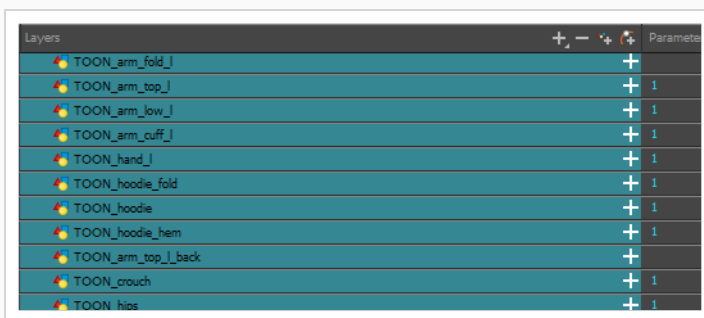 Layers Paramete
TOON_arm_fold_l
TOON_arm_top_l 1
TOON_arm_low_l 1
TOON_arm_cuff_l 1
TOON_hand_l 1
TOON_hoodie_fold 1
TOON_hoodie 1
TOON_hoodie_hem 1
TOON_arm_top_l_back
TOON_crouch 1
TOON_hips 1